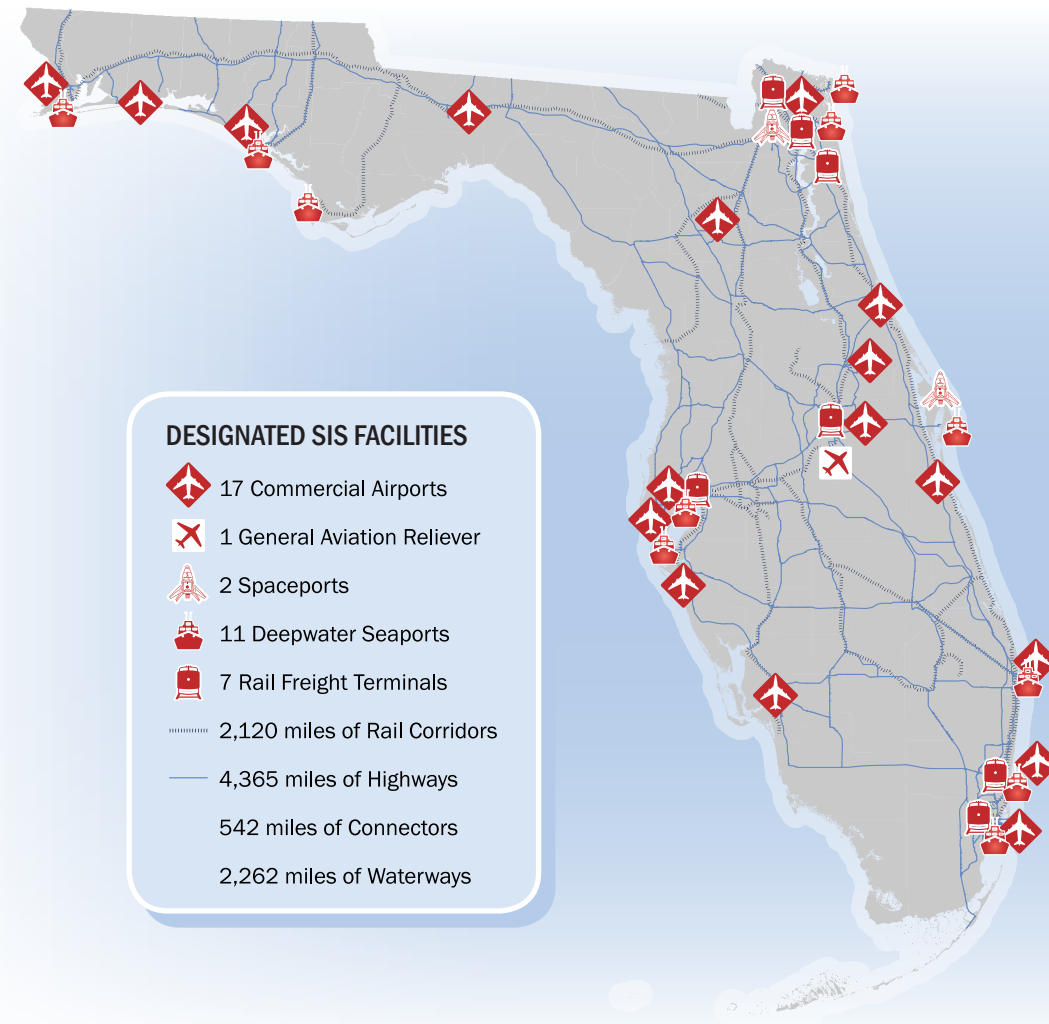 DESIGNATED SIS FACILITIES
17 Commercial Airports
1 General Aviation Reliever
2 Spaceports
11 Deepwater Seaports
7 Rail Freight Terminals
2,120 miles of Rail Corridors
4,365 miles of Highways
542 miles of Connectors
2,262 miles of Waterways